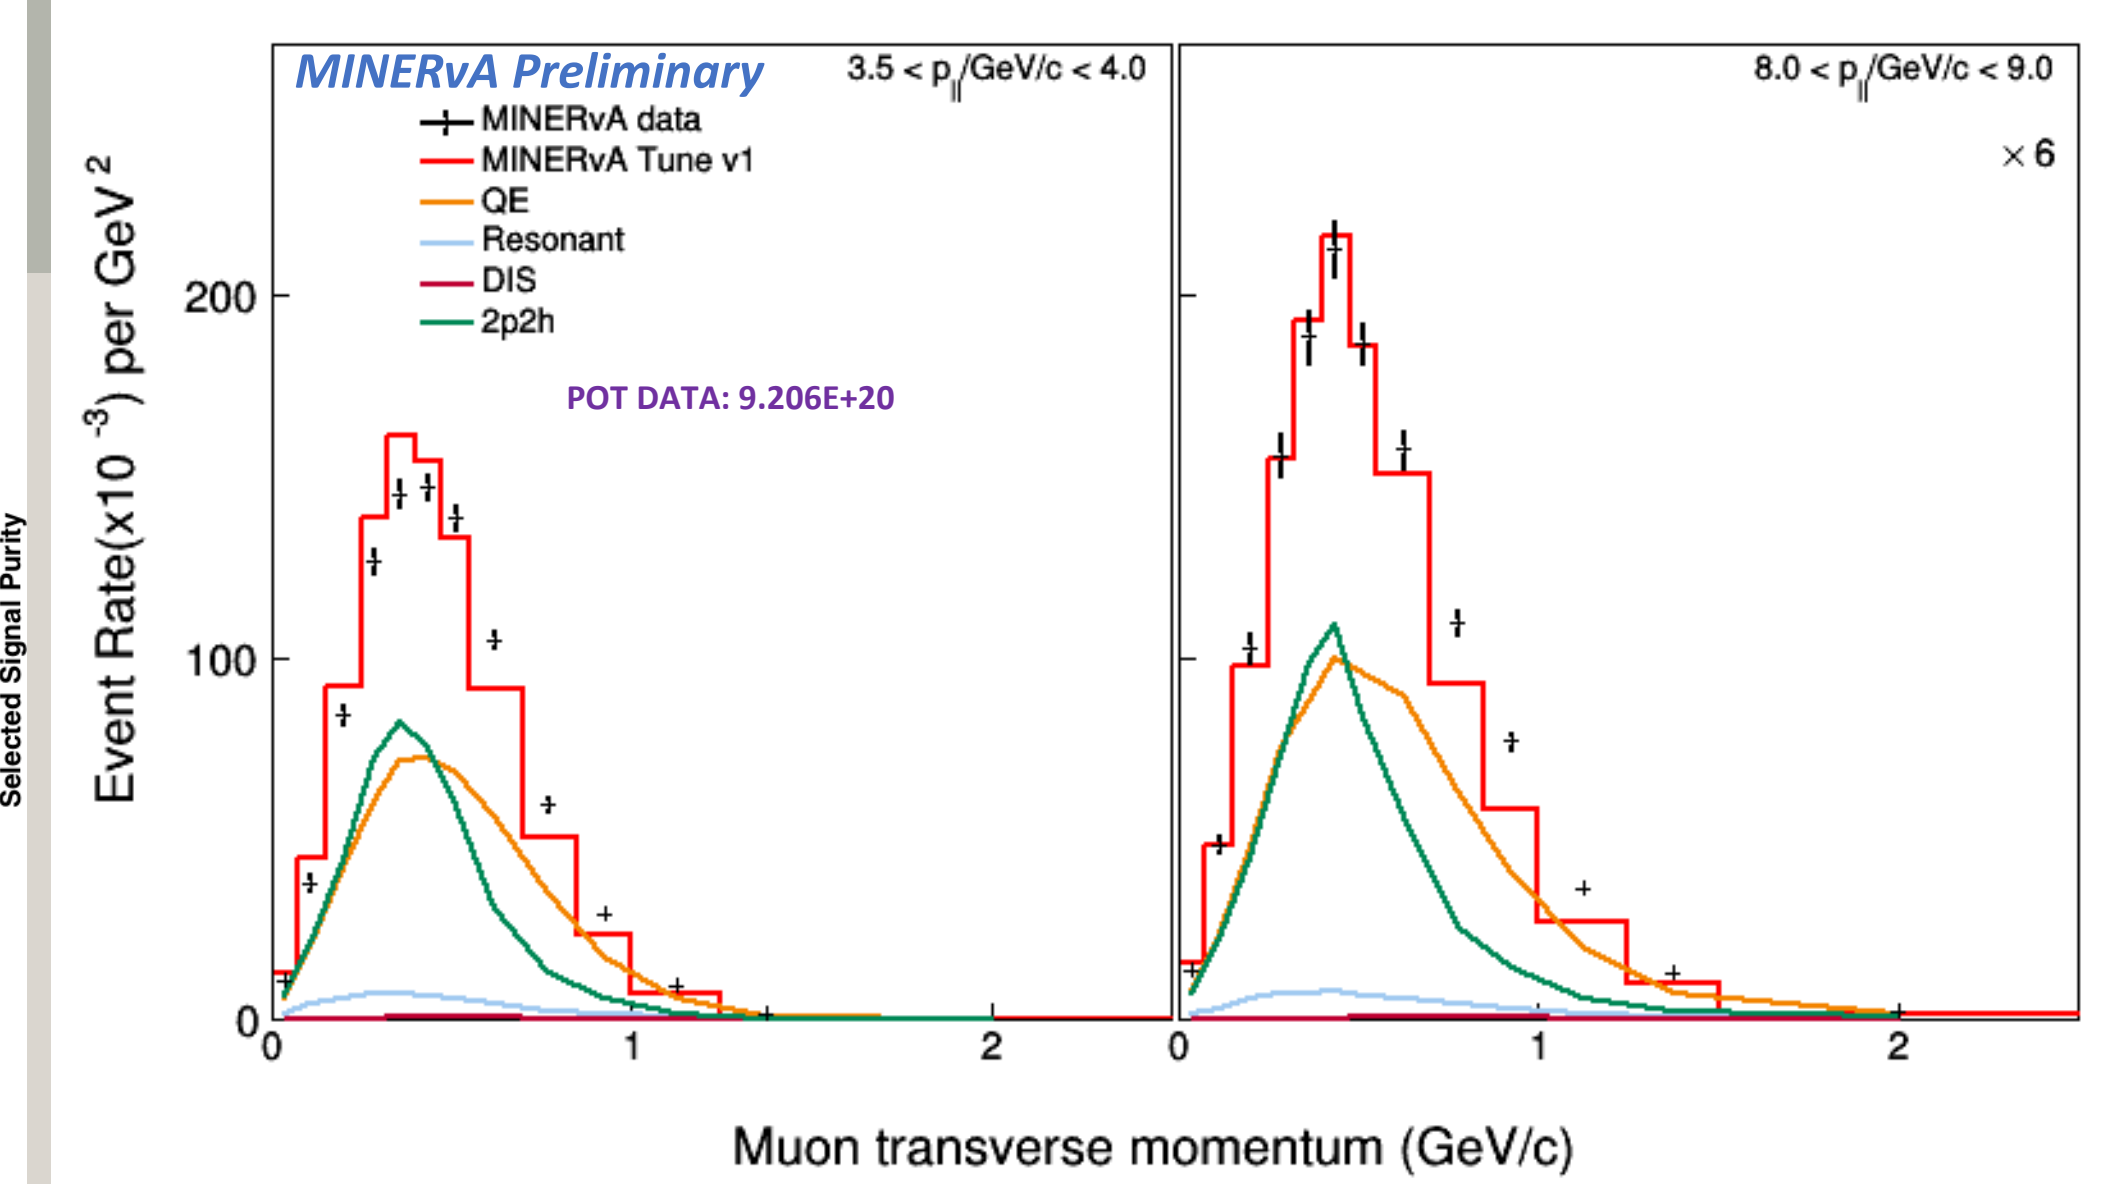 Selected Signal Purity
Event Rate(x10 -3) per GeV 2
MINERvA Preliminary
3.5 < p||/GeV/c < 4.0
MINERvA data
MINERvA Tune v1
QE
Resonant
DIS
2p2h
POT DATA: 9.206E+20
8.0 < p||/GeV/c < 9.0
× 6
200
100
0
0 1 2
0 1 2
Muon transverse momentum (GeV/c)